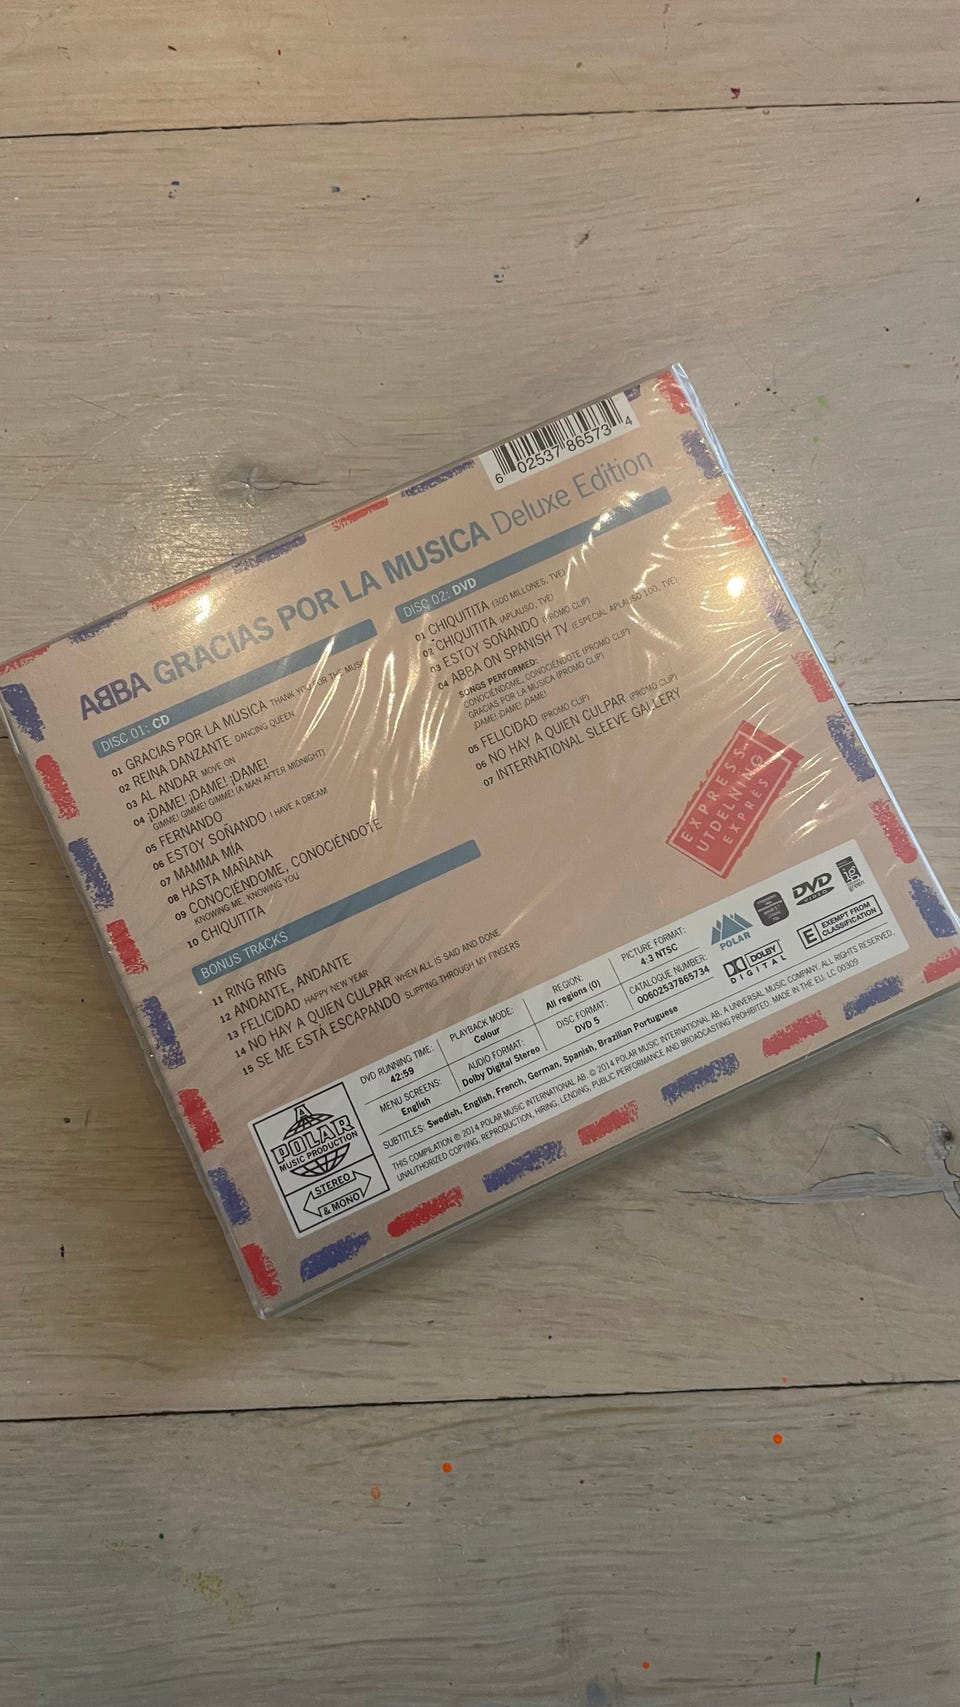 6 02537 86573 4
ABBA GRACIAS POR LA MUSICA Deluxe Edition
DISC 01: CD
01 GRACIAS POR LA MÚSICA THANK YOU FOR THE MUSIC
02 REINA DANZANTE DANCING QUEEN
03 AL ANDAR MOVE ON
04 ¡DAME! ¡DAME! ¡DAME!
GIMME! GIMME! GIMME! (A MAN AFTER MIDNIGHT)
05 FERNANDO
06 ESTOY SOÑANDO I HAVE A DREAM
07 MAMMA MÍA
08 HASTA MAÑANA
09 CONOCIÉNDOME, CONOCIÉNDOTE
KNOWING ME, KNOWING YOU
10 CHIQUITITA
BONUS TRACKS
11 RING RING
12 ANDANTE, ANDANTE
13 FELICIDAD HAPPY NEW YEAR
14 NO HAY A QUIEN CULPAR WHEN ALL IS SAID AND DONE
15 SE ME ESTÁ ESCAPANDO SLIPPING THROUGH MY FINGERS
DISC 02: DVD
01 CHIQUITITA (300 MILLONES, TVE)
02 CHIQUITITA (APLAUSO, TVE)
03 ESTOY SOÑANDO (PROMO CLIP)
04 ABBA ON SPANISH TV (ESPECIAL APLAUSO 100, TVE)
SONGS PERFORMED:
CONOCIÉNDOME, CONOCIÉNDOTE (PROMO CLIP)
GRACIAS POR LA MÚSICA (PROMO CLIP)
¡DAME! ¡DAME! ¡DAME!
05 FELICIDAD (PROMO CLIP)
06 NO HAY A QUIEN CULPAR (PROMO CLIP)
07 INTERNATIONAL SLEEVE GALLERY
EXPRESS
UTDELNING
EXPRÈS
A
POLAR
MUSIC PRODUCTION
STEREO
& MONO
DVD RUNNING TIME:
42:59
PLAYBACK MODE:
Colour
REGION:
All regions (0)
PICTURE FORMAT:
4:3 NTSC
MENU SCREENS:
English
AUDIO FORMAT:
Dolby Digital Stereo
DISC FORMAT:
DVD 5
CATALOGUE NUMBER:
00602537865734
SUBTITLES: Swedish, English, French, German, Spanish, Brazilian Portuguese
THIS COMPILATION ℗ 2014 POLAR MUSIC INTERNATIONAL AB. © 2014 POLAR MUSIC INTERNATIONAL AB, A UNIVERSAL MUSIC COMPANY. ALL RIGHTS RESERVED.
UNAUTHORIZED COPYING, REPRODUCTION, HIRING, LENDING, PUBLIC PERFORMANCE AND BROADCASTING PROHIBITED. MADE IN THE EU. LC 00309
POLAR
DVD
VIDEO
DOLBY
DIGITAL
E EXEMPT FROM
CLASSIFICATION